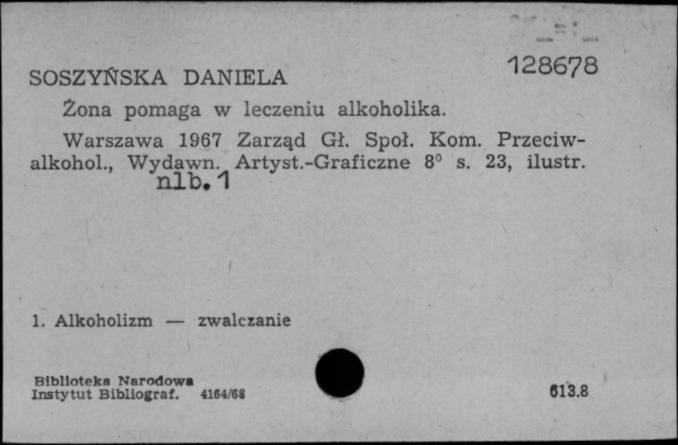 128678
SOSZYŃSKA DANIELA
Żona pomaga w leczeniu alkoholika.
Warszawa 1967 Zarząd Gł. Społ. Kom. Przeciw-
alkohol., Wydawn. Artyst.-Graficzne 8⁰ s. 23, ilustr.
nlb. 1
1. Alkoholizm — zwalczanie
Biblioteka Narodowa
Instytut Bibliograf. 4164/68
613.8